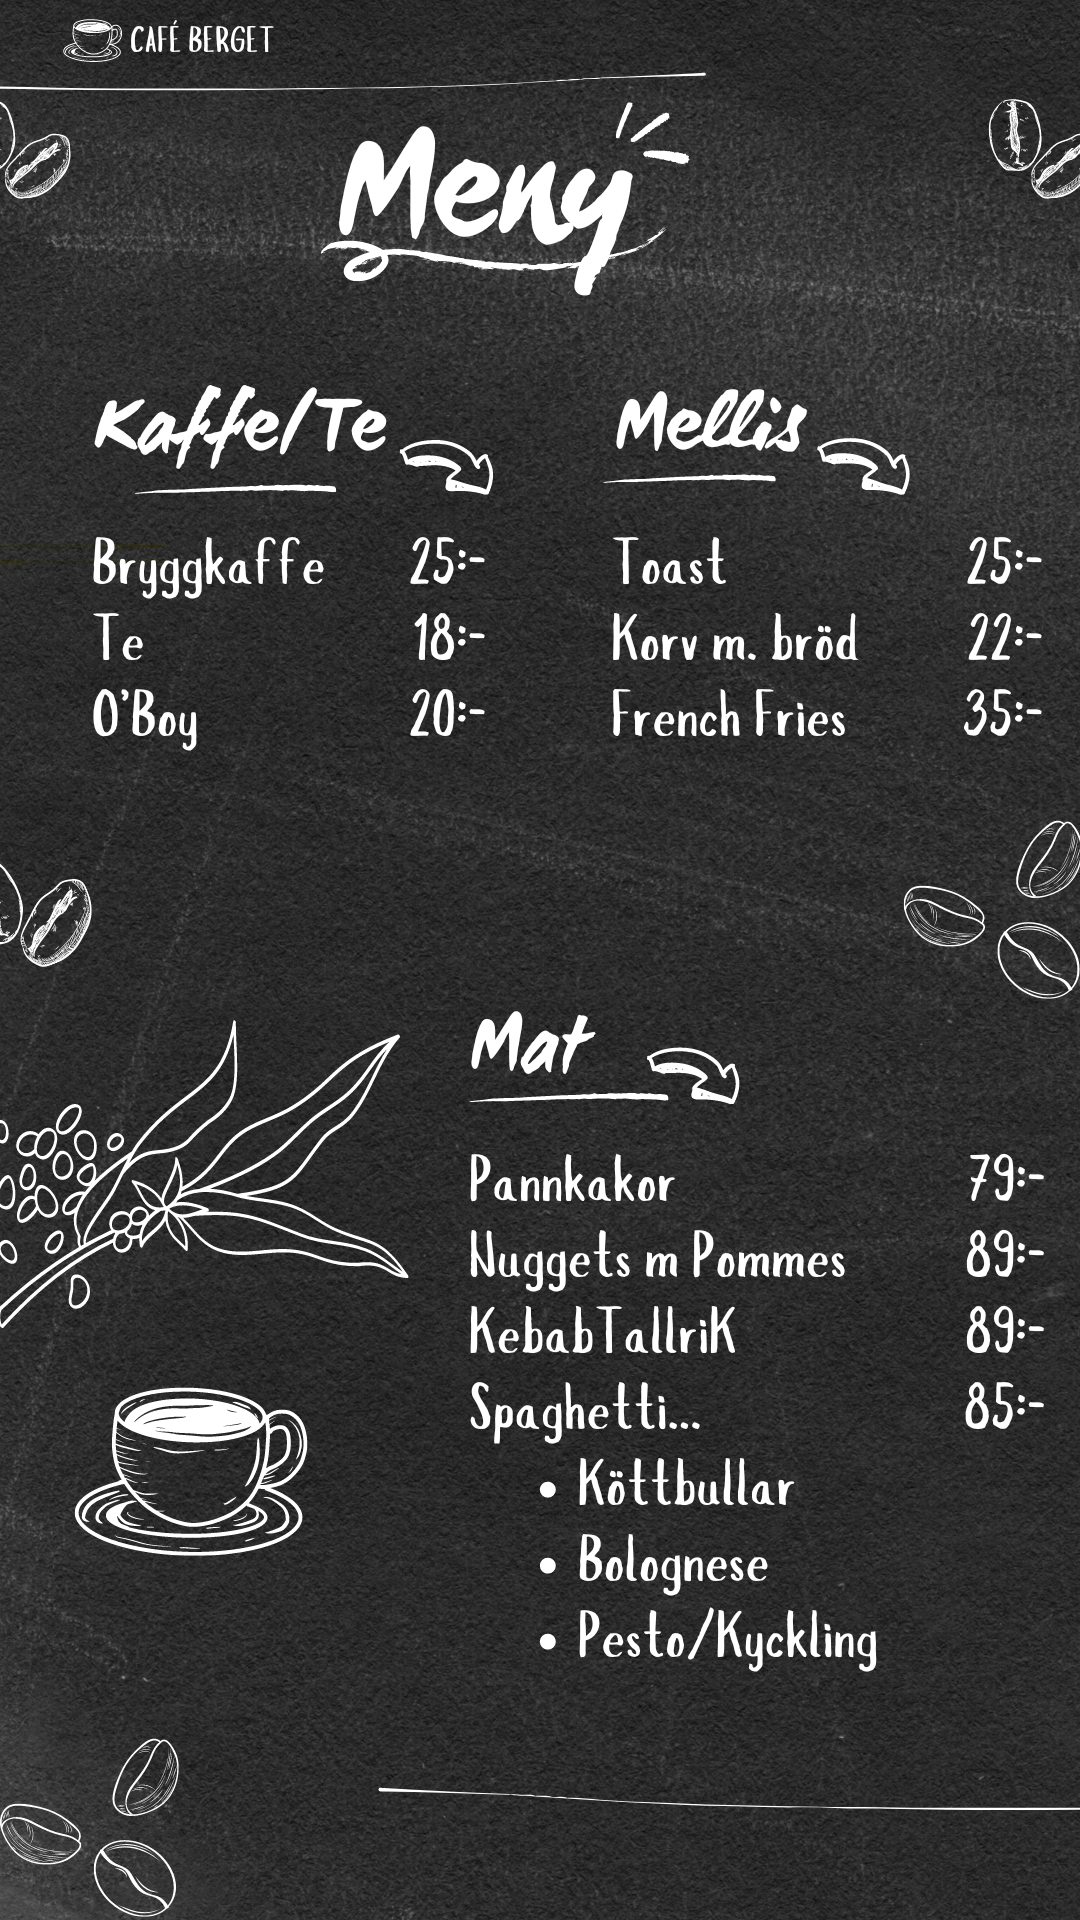 CAFÉ BERGET
Meny
Kaffe/Te
Bryggkaffe 25:-
Te 18:-
O'Boy 20:-
Mellis
Toast 25:-
Korv m. bröd 22:-
French Fries 35:-
Mat
Pannkakor 79:-
Nuggets m Pommes 89:-
KebabTallriK 89:-
Spaghetti... 85:-
• Köttbullar
• Bolognese
• Pesto/Kyckling